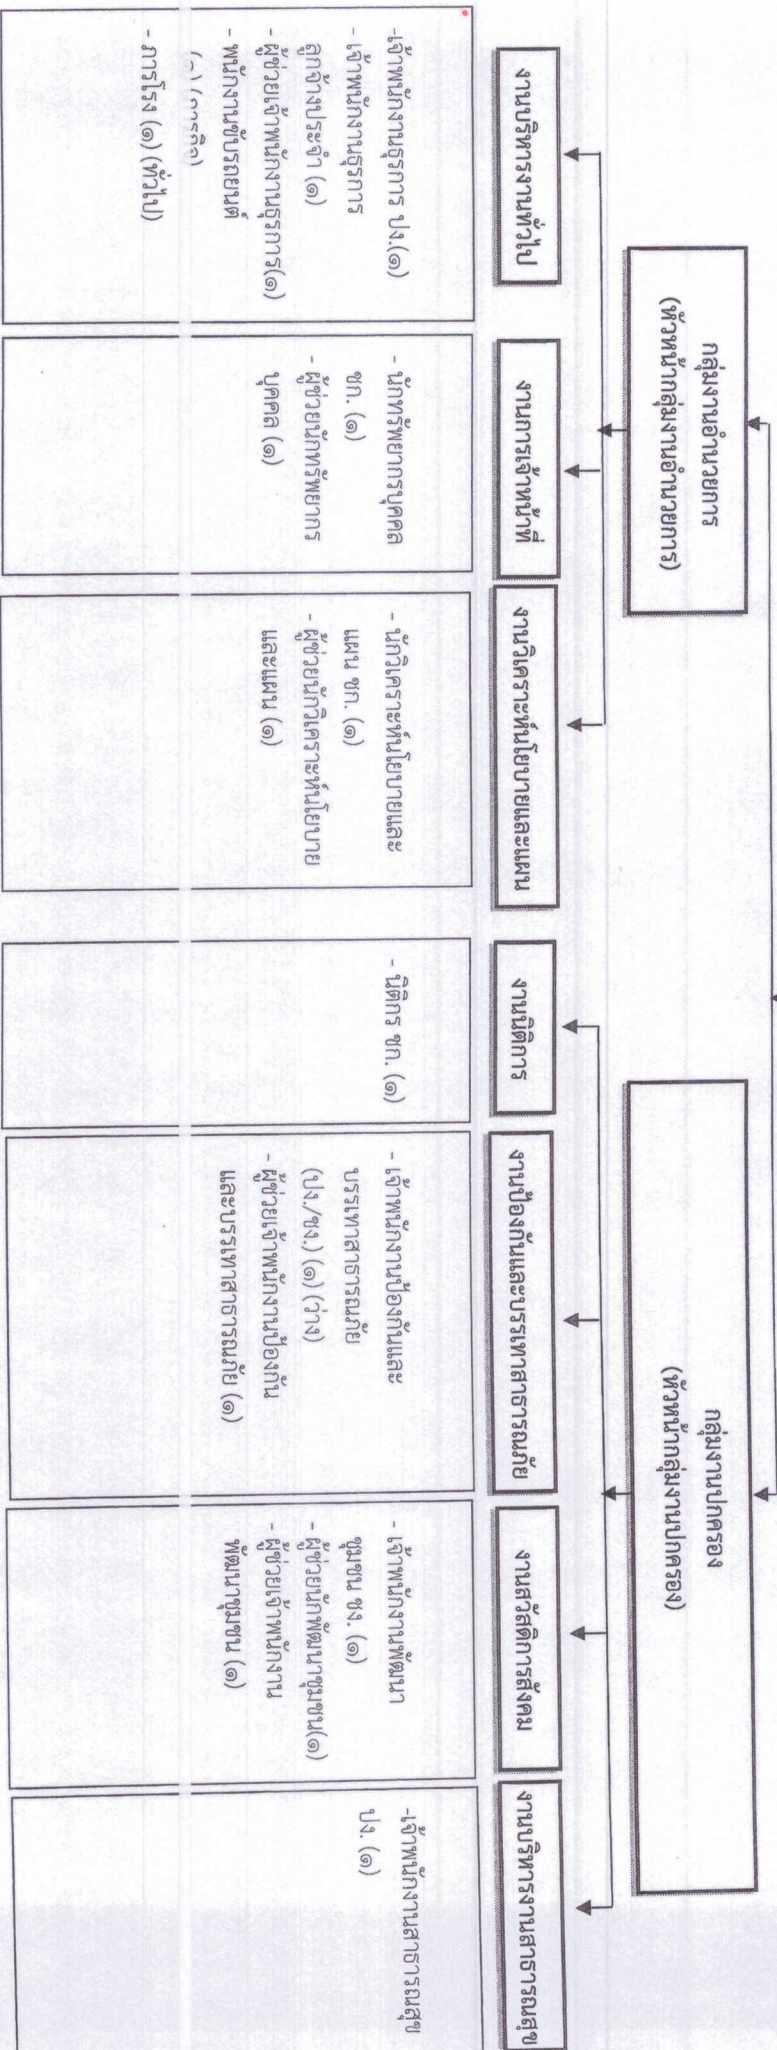 กลุ่มงานอำนวยการ
(หัวหน้ากลุ่มงานอำนวยการ)
กลุ่มงานปกครอง
(หัวหน้ากลุ่มงานปกครอง)
งานบริหารงานทั่วไป
งานการเจ้าหน้าที่
งานวิเคราะห์นโยบายและแผน
งานนิติการ
งานป้องกันและบรรเทาสาธารณภัย
งานสวัสดิการสังคม
งานบริหารงานสาธารณสุข
-เจ้าพนักงานธุรการ ปง.(๑)
-เจ้าพนักงานธุรการ
ลูกจ้างประจำ (๑)
- ผู้ช่วยเจ้าพนักงานธุรการ(๑)
- พนักงานขับรถยนต์
- ภารโรง (๑) (ทั่วไป)
- นักทรัพยากรบุคคล
ชก. (๑)
- ผู้ช่วยนักทรัพยากร
บุคคล (๑)
- นักวิเคราะห์นโยบายและ
แผน ชก. (๑)
- ผู้ช่วยนักวิเคราะห์นโยบาย
และแผน (๑)
- นิติกร ชก. (๑)
- เจ้าพนักงานป้องกันและ
บรรเทาสาธารณภัย
(ปง./ชง.) (๑) (ว่าง)
- ผู้ช่วยเจ้าพนักงานป้องกัน
และบรรเทาสาธารณภัย (๑)
- เจ้าพนักงานพัฒนา
ชุมชน ชง. (๑)
- ผู้ช่วยนักพัฒนาชุมชน(๑)
- ผู้ช่วยเจ้าพนักงาน
พัฒนาชุมชน (๑)
-เจ้าพนักงานสาธารณสุข
ปง. (๑)